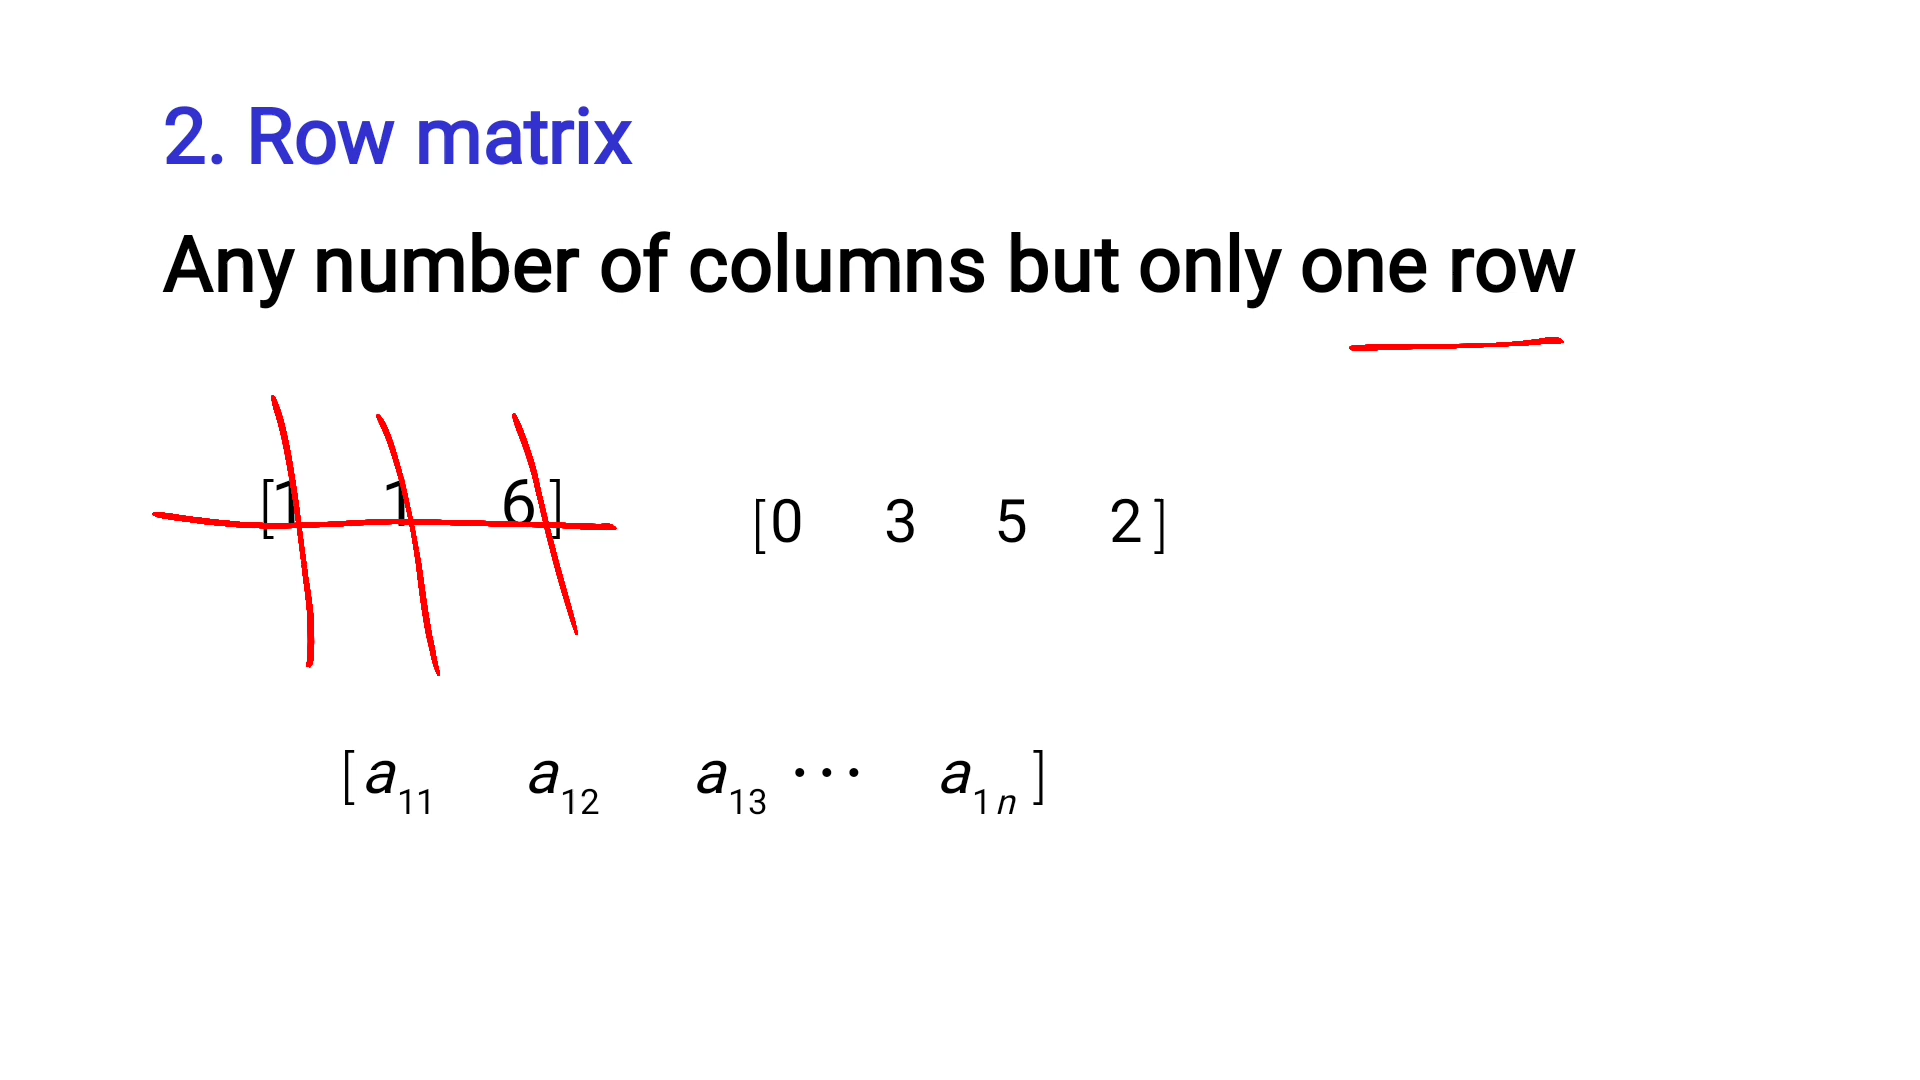 2. Row matrix
Any number of columns but only one row
[1 1 6] [0 3 5 2]
[a₁₁ a₁₂ a₁₃ ··· a₁ₙ]